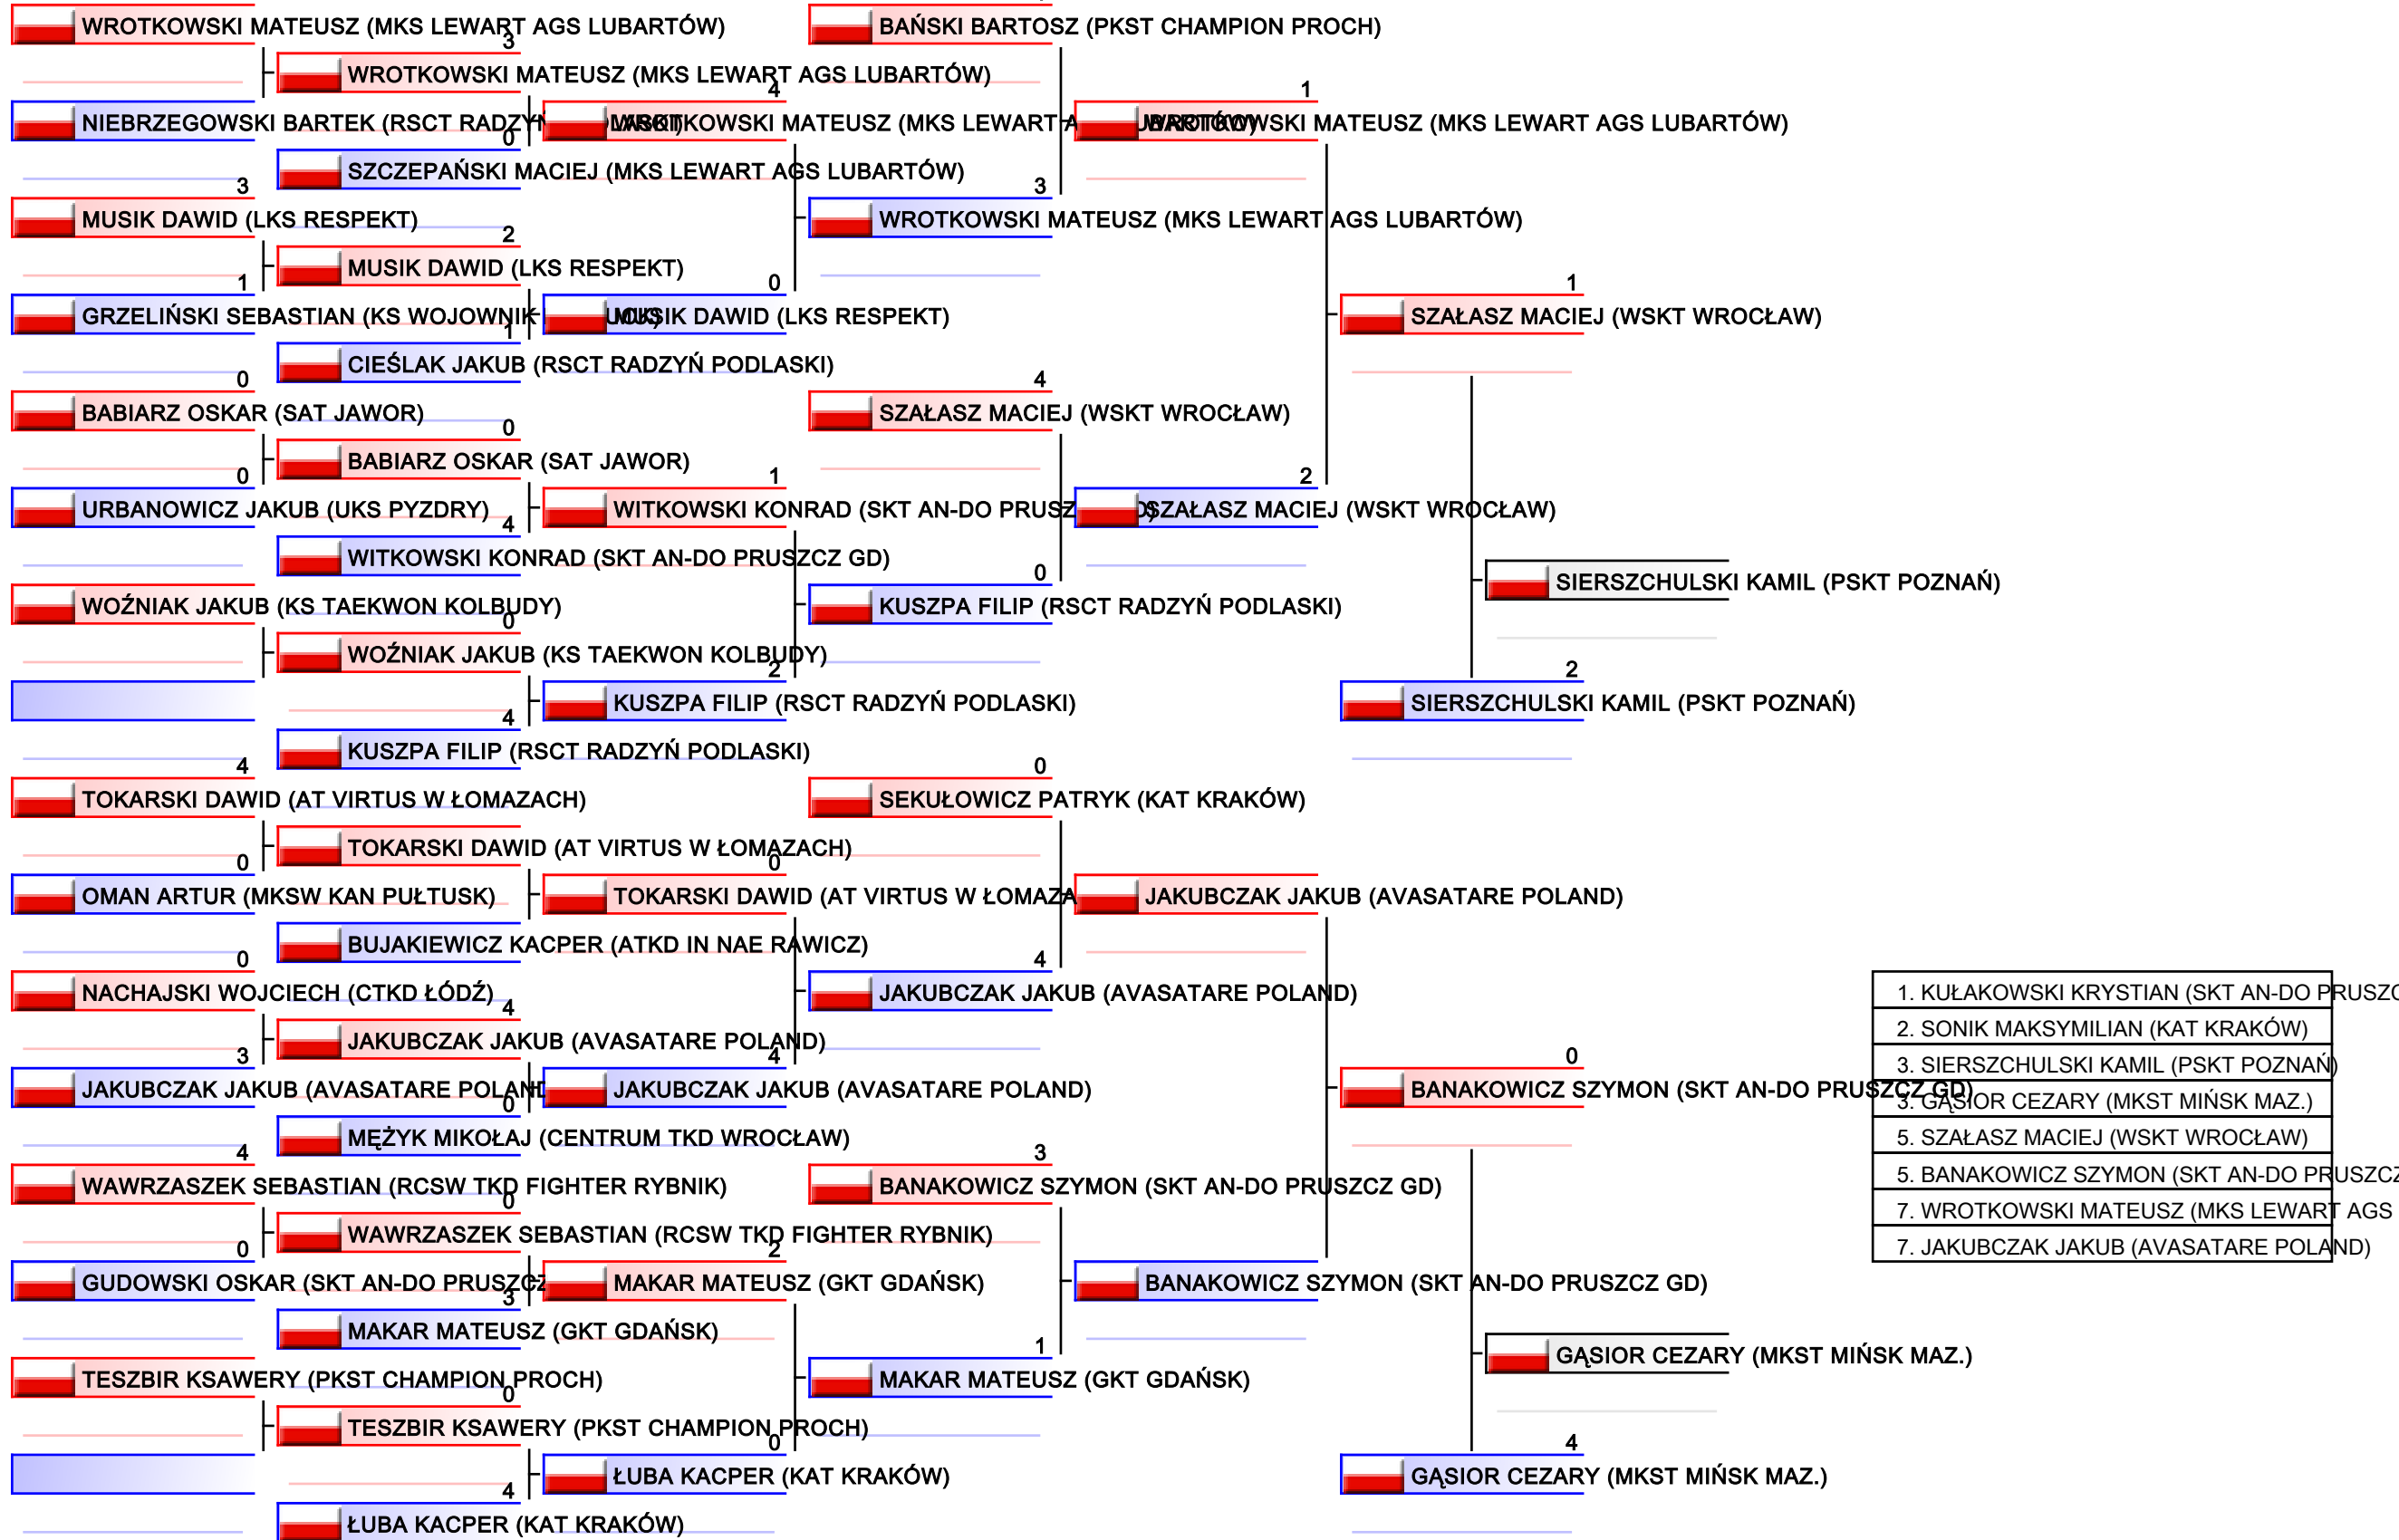 WROTKOWSKI MATEUSZ (MKS LEWART AGS LUBARTÓW)
3
WROTKOWSKI MATEUSZ (MKS LEWART AGS LUBARTÓW)
NIEBRZEGOWSKI BARTEK (RSCT RADZYŃ
0
SZCZEPAŃSKI MACIEJ (MKS LEWART AGS LUBARTÓW)
3
MUSIK DAWID (LKS RESPEKT)
2
MUSIK DAWID (LKS RESPEKT)
1
GRZELIŃSKI SEBASTIAN (KS WOJOWNIK
1
CIEŚLAK JAKUB (RSCT RADZYŃ PODLASKI)
0
BABIARZ OSKAR (SAT JAWOR)
0
BABIARZ OSKAR (SAT JAWOR)
0
URBANOWICZ JAKUB (UKS PYZDRY)
4
WITKOWSKI KONRAD (SKT AN-DO PRUSZCZ GD)
WOŹNIAK JAKUB (KS TAEKWON KOLBUDY)
0
WOŹNIAK JAKUB (KS TAEKWON KOLBUDY)
4
KUSZPA FILIP (RSCT RADZYŃ PODLASKI)
4
TOKARSKI DAWID (AT VIRTUS W ŁOMAZACH)
TOKARSKI DAWID (AT VIRTUS W ŁOMAZACH)
0
OMAN ARTUR (MKSW KAN PUŁTUSK)
BUJAKIEWICZ KACPER (ATKD IN NAE RAWICZ)
0
NACHAJSKI WOJCIECH (CTKD ŁÓDŹ)
4
JAKUBCZAK JAKUB (AVASATARE POLAND)
3
JAKUBCZAK JAKUB (AVASATARE POLAND
0
MĘŻYK MIKOŁAJ (CENTRUM TKD WROCŁAW)
4
WAWRZASZEK SEBASTIAN (RCSW TKD FIGHTER RYBNIK)
0
WAWRZASZEK SEBASTIAN (RCSW TKD FIGHTER RYBNIK)
0
GUDOWSKI OSKAR (SKT AN-DO PRUSZCZ
3
MAKAR MATEUSZ (GKT GDAŃSK)
TESZBIR KSAWERY (PKST CHAMPION PROCH)
0
TESZBIR KSAWERY (PKST CHAMPION PROCH)
4
ŁUBA KACPER (KAT KRAKÓW)
4
WROTKOWSKI MATEUSZ (MKS LEWART AGS LUBARTÓW)
0
MUSIK DAWID (LKS RESPEKT)
1
WITKOWSKI KONRAD (SKT AN-DO PRUSZ
2
KUSZPA FILIP (RSCT RADZYŃ PODLASKI)
0
TOKARSKI DAWID (AT VIRTUS W ŁOMAZA
4
JAKUBCZAK JAKUB (AVASATARE POLAND)
2
MAKAR MATEUSZ (GKT GDAŃSK)
0
ŁUBA KACPER (KAT KRAKÓW)
BAŃSKI BARTOSZ (PKST CHAMPION PROCH)
3
WROTKOWSKI MATEUSZ (MKS LEWART AGS LUBARTÓW)
4
SZAŁASZ MACIEJ (WSKT WROCŁAW)
0
KUSZPA FILIP (RSCT RADZYŃ PODLASKI)
0
SEKUŁOWICZ PATRYK (KAT KRAKÓW)
4
JAKUBCZAK JAKUB (AVASATARE POLAND)
3
BANAKOWICZ SZYMON (SKT AN-DO PRUSZCZ GD)
1
MAKAR MATEUSZ (GKT GDAŃSK)
1
WROTKOWSKI MATEUSZ (MKS LEWART AGS LUBARTÓW)
2
SZAŁASZ MACIEJ (WSKT WROCŁAW)
JAKUBCZAK JAKUB (AVASATARE POLAND)
BANAKOWICZ SZYMON (SKT AN-DO PRUSZCZ GD)
1
SZAŁASZ MACIEJ (WSKT WROCŁAW)
2
SIERSZCHULSKI KAMIL (PSKT POZNAŃ)
0
BANAKOWICZ SZYMON (SKT AN-DO PRUSZCZ GD)
4
GĄSIOR CEZARY (MKST MIŃSK MAZ.)
SIERSZCHULSKI KAMIL (PSKT POZNAŃ)
GĄSIOR CEZARY (MKST MIŃSK MAZ.)
1. KUŁAKOWSKI KRYSTIAN (SKT AN-DO PRUSZC
2. SONIK MAKSYMILIAN (KAT KRAKÓW)
3. SIERSZCHULSKI KAMIL (PSKT POZNAŃ)
3. GĄSIOR CEZARY (MKST MIŃSK MAZ.)
5. SZAŁASZ MACIEJ (WSKT WROCŁAW)
5. BANAKOWICZ SZYMON (SKT AN-DO PRUSZCZ
7. WROTKOWSKI MATEUSZ (MKS LEWART AGS
7. JAKUBCZAK JAKUB (AVASATARE POLAND)